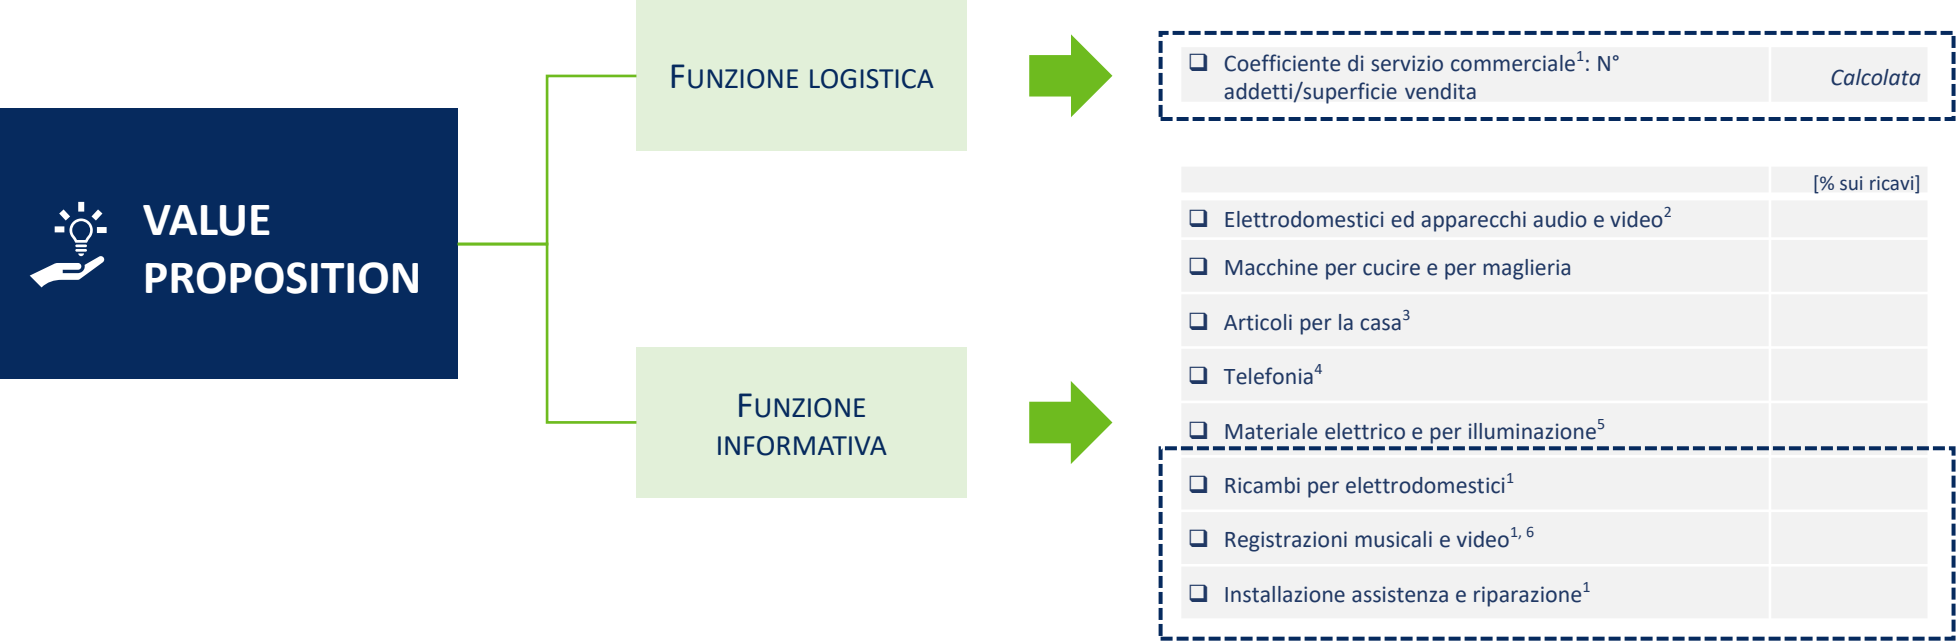 VALUE
PROPOSITION
FUNZIONE LOGISTICA
❑ Coefficiente di servizio commerciale¹: N°
addetti/superficie vendita
Calcolata
FUNZIONE
INFORMATIVA
[% sui ricavi]
❑ Elettrodomestici ed apparecchi audio e video²
❑ Macchine per cucire e per maglieria
❑ Articoli per la casa³
❑ Telefonia⁴
❑ Materiale elettrico e per illuminazione⁵
❑ Ricambi per elettrodomestici¹
❑ Registrazioni musicali e video¹, ⁶
❑ Installazione assistenza e riparazione¹